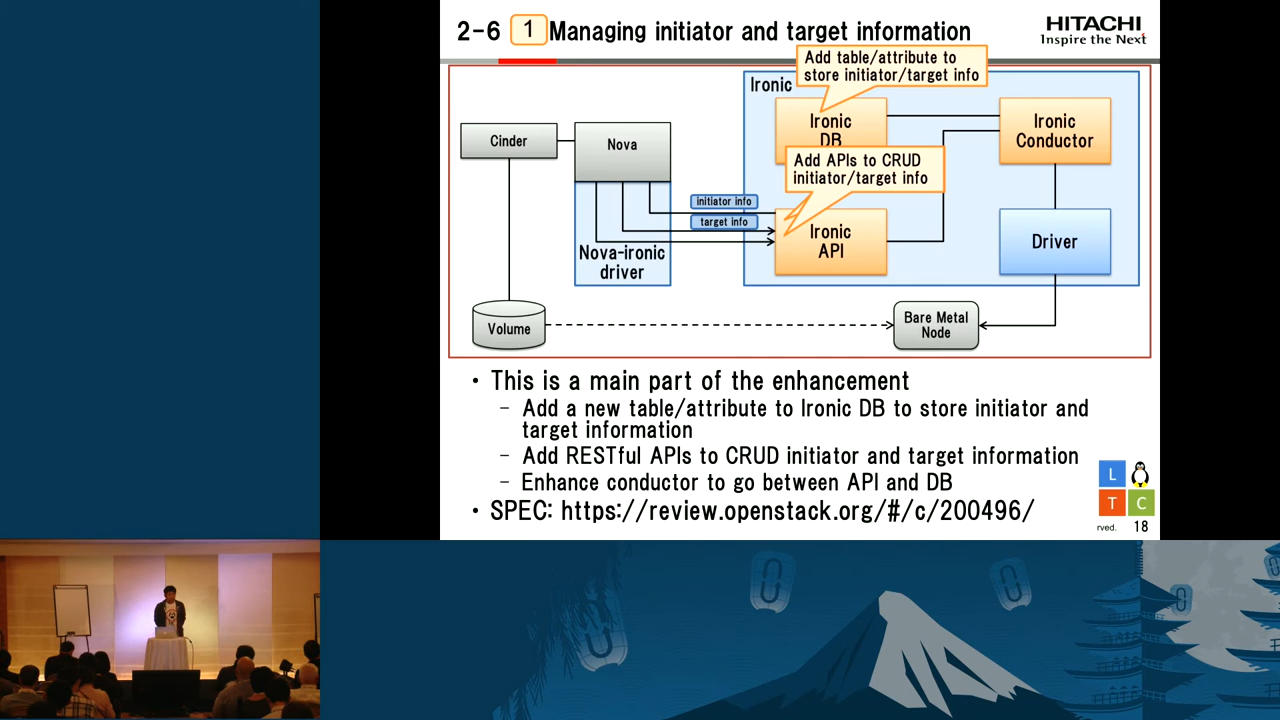 2-6 1 Managing initiator and target information
HITACHI
Inspire the Next
Add table/attribute to
store initiator/target info
Ironic
Cinder
Nova
Ironic
DB
Ironic
Conductor
Add APIs to CRUD
initiator/target info
initiator info
target info
Ironic
API
Driver
Nova-ironic
driver
Volume
Bare Metal
Node
• This is a main part of the enhancement
– Add a new table/attribute to Ironic DB to store initiator and
target information
– Add RESTful APIs to CRUD initiator and target information
– Enhance conductor to go between API and DB
• SPEC: https://review.openstack.org/#/c/200496/
L
T C
rved. 18